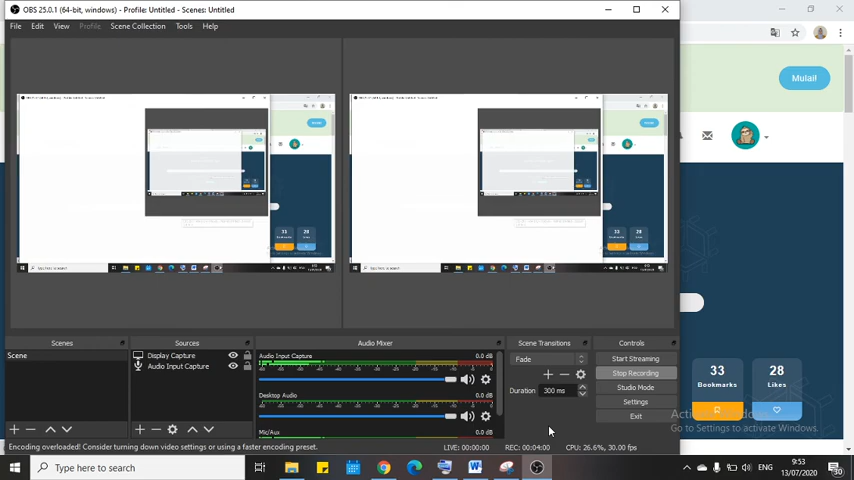 OBS 25.0.1 (64-bit, windows) - Profile: Untitled - Scenes: Untitled
File Edit View Profile Scene Collection Tools Help
Mulai!
Scenes
Sources
Audio Mixer
Scene Transitions
Controls
Scene
Display Capture
Audio Input Capture
Audio Input Capture 0.0 dB
Desktop Audio 0.0 dB
Mic/Aux 0.0 dB
Fade
Duration 300 ms
Start Streaming
Stop Recording
Studio Mode
Settings
Exit
33
Bookmarks
28
Likes
Activate Windows
Go to Settings to activate Windows.
Encoding overloaded! Consider turning down video settings or using a faster encoding preset.
LIVE: 00:00:00
REC: 00:04:00
CPU: 26.6%, 30.00 fps
Type here to search
ENG
9:53
13/07/2020
30